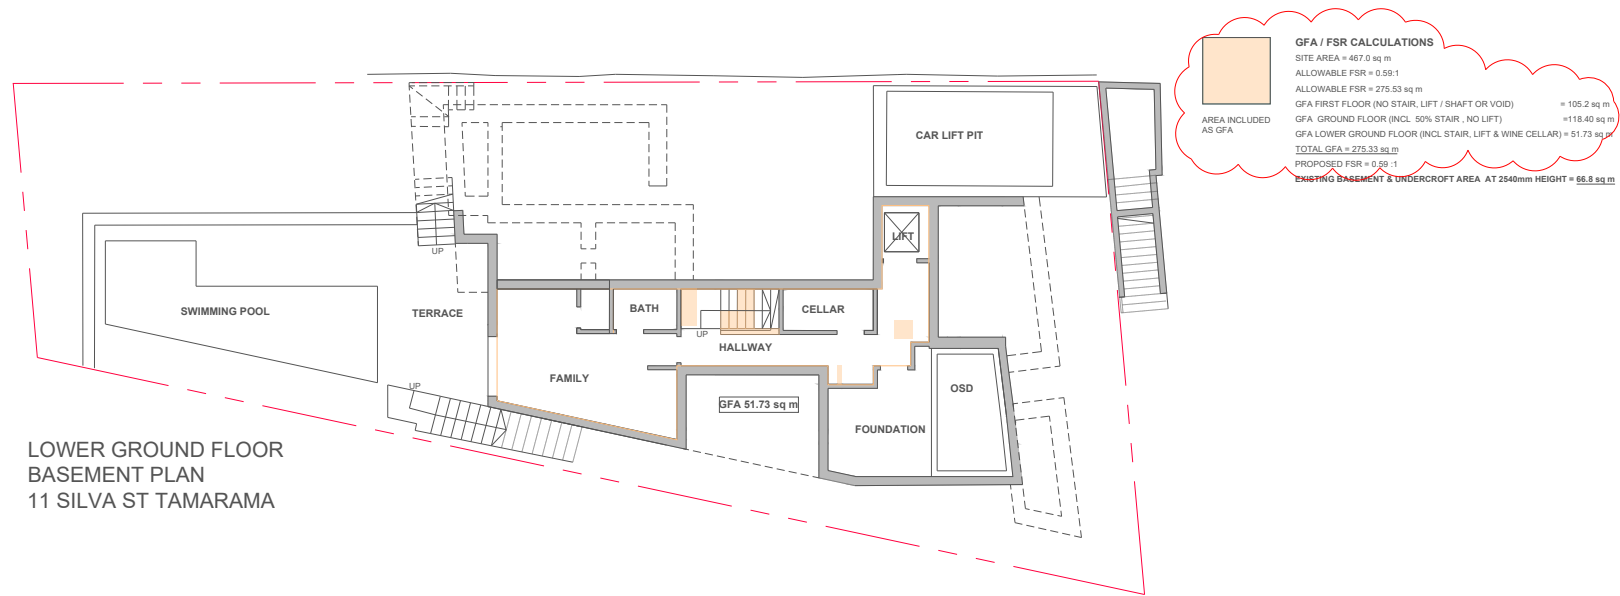 GFA / FSR CALCULATIONS
SITE AREA = 467.0 sq m
ALLOWABLE FSR = 0.59:1
ALLOWABLE FSR = 275.53 sq m
GFA FIRST FLOOR (NO STAIR, LIFT / SHAFT OR VOID) = 105.2 sq m
GFA GROUND FLOOR (INCL 50% STAIR , NO LIFT) =118.40 sq m
GFA LOWER GROUND FLOOR (INCL STAIR, LIFT & WINE CELLAR) = 51.73 sq m
TOTAL GFA = 275.33 sq m
PROPOSED FSR = 0.59 :1
EXISTING BASEMENT & UNDERCROFT AREA AT 2540mm HEIGHT = 66.8 sq m
AREA INCLUDED
AS GFA
CAR LIFT PIT
LIFT
UP
SWIMMING POOL
TERRACE
BATH
CELLAR
UP
HALLWAY
FAMILY
UP
OSD
GFA 51.73 sq m
FOUNDATION
LOWER GROUND FLOOR
BASEMENT PLAN
11 SILVA ST TAMARAMA